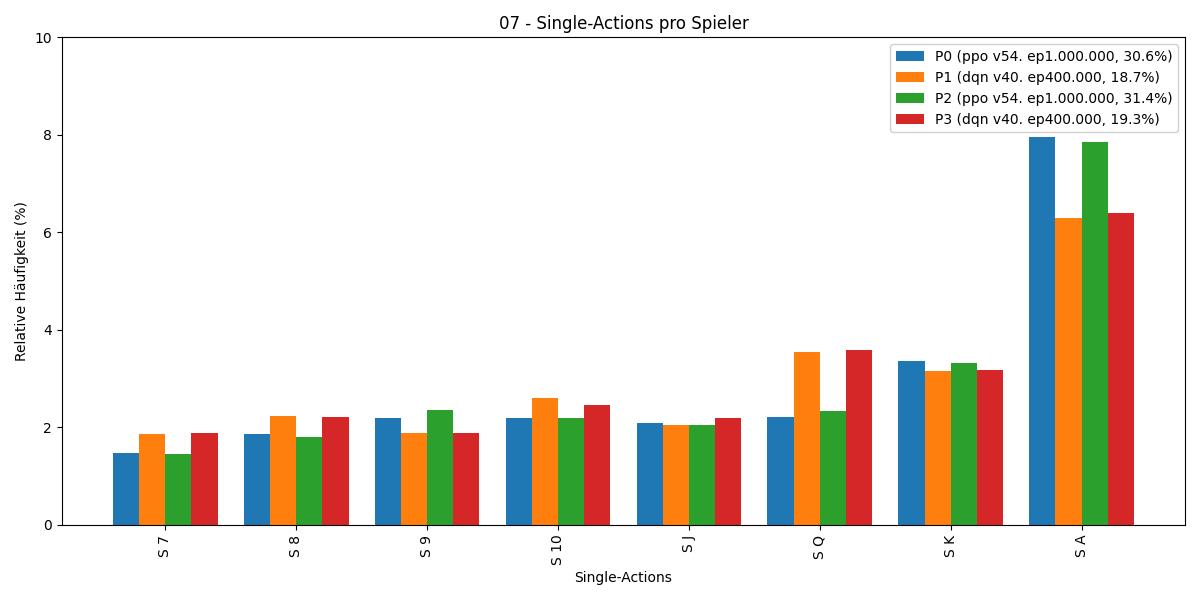 07 - Single-Actions pro Spieler
P0 (ppo v54. ep1.000.000, 30.6%)
P1 (dqn v40. ep400.000, 18.7%)
P2 (ppo v54. ep1.000.000, 31.4%)
P3 (dqn v40. ep400.000, 19.3%)
Relative Häufigkeit (%)
10
8
6
4
2
0
S 7
S 8
S 9
S 10
S J
S Q
S K
S A
Single-Actions